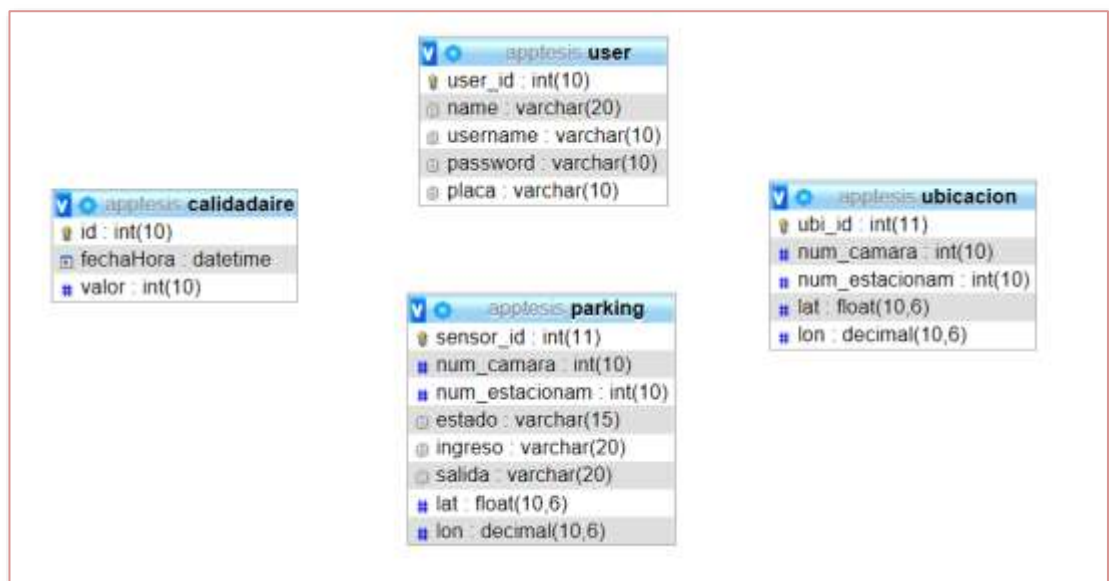 apptesis user
user_id : int(10)
name : varchar(20)
username : varchar(10)
password : varchar(10)
placa : varchar(10)
apptesis calidadaire
id : int(10)
fechaHora : datetime
valor : int(10)
apptesis ubicacion
ubi_id : int(11)
num_camara : int(10)
num_estacionam : int(10)
lat : float(10,6)
lon : decimal(10,6)
apptesis parking
sensor_id : int(11)
num_camara : int(10)
num_estacionam : int(10)
estado : varchar(15)
ingreso : varchar(20)
salida : varchar(20)
lat : float(10,6)
lon : decimal(10,6)